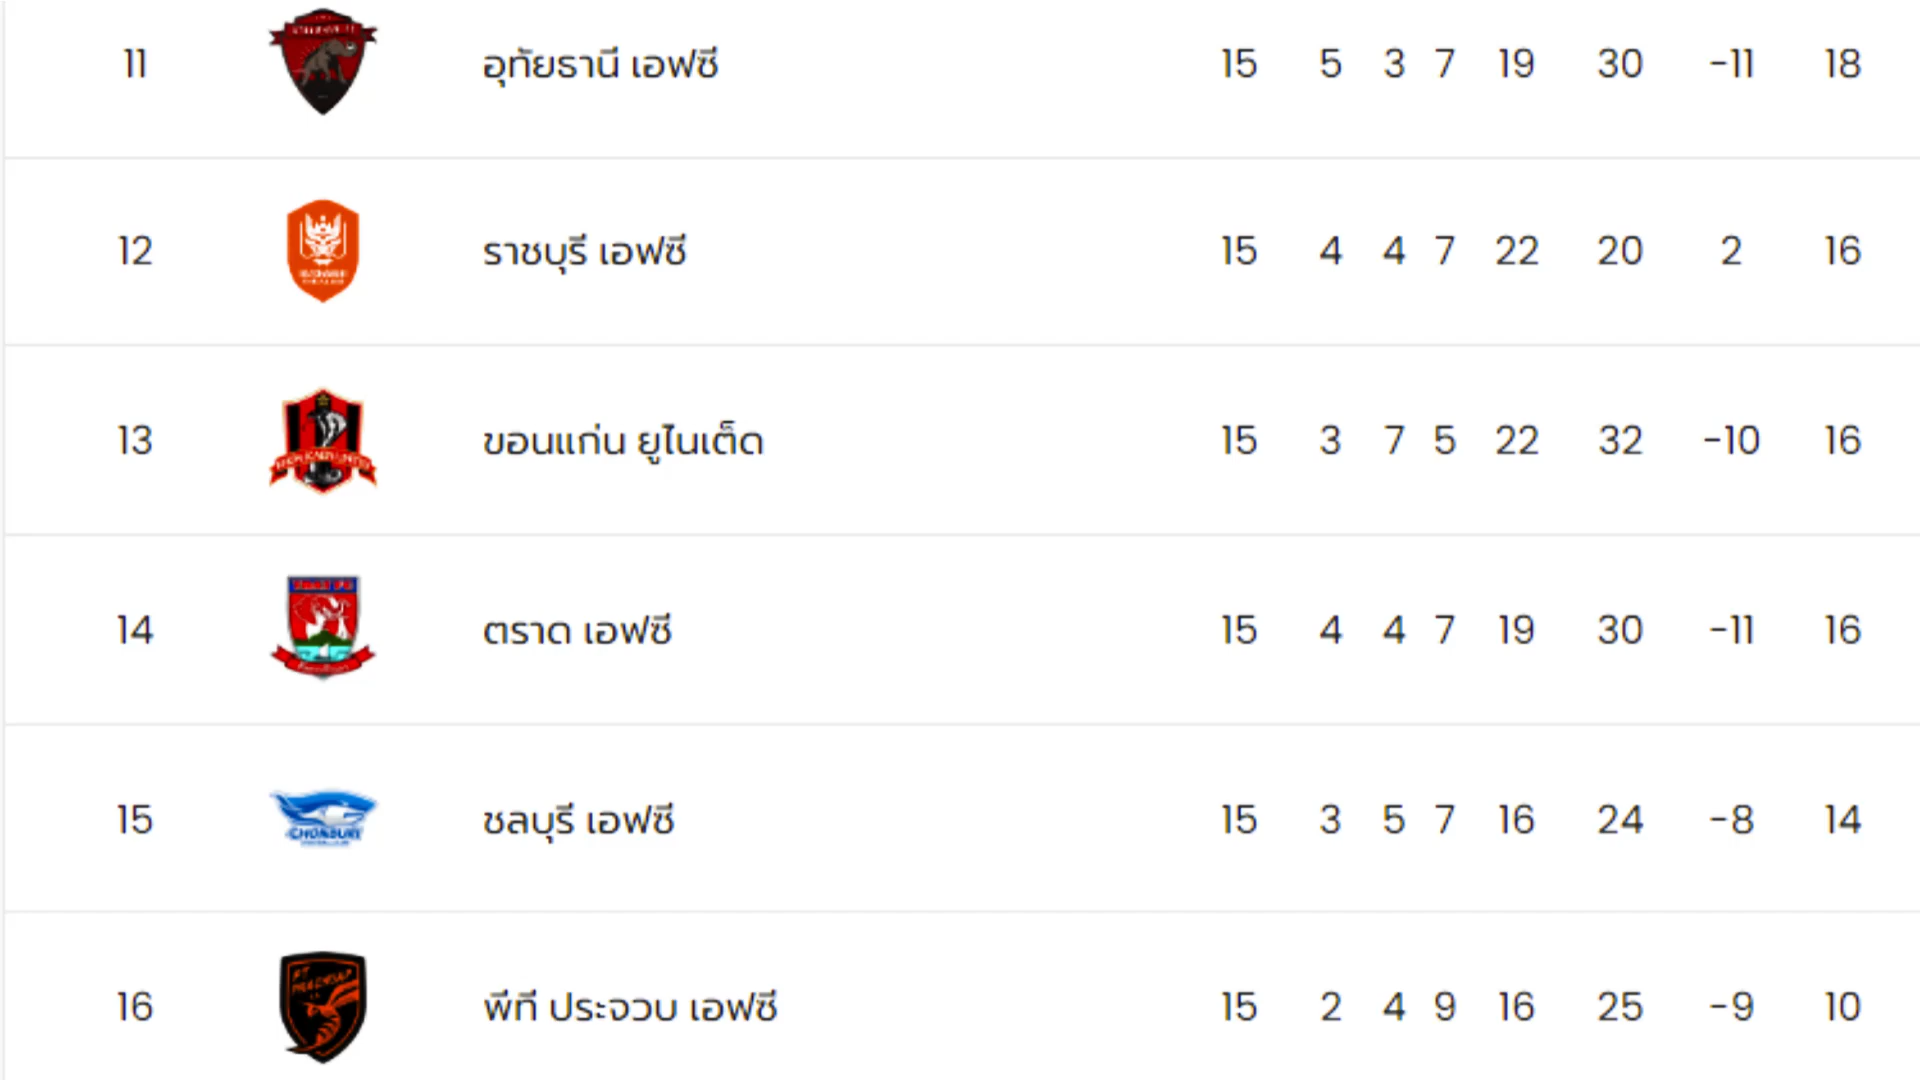 11 อุทัยธานี เอฟซี 15 5 3 7 19 30 -11 18
12 ราชบุรี เอฟซี 15 4 4 7 22 20 2 16
13 ขอนแก่น ยูไนเต็ด 15 3 7 5 22 32 -10 16
14 ตราด เอฟซี 15 4 4 7 19 30 -11 16
CHONBURI
15 ชลบุรี เอฟซี 15 3 5 7 16 24 -8 14
16 พีที ประจวบ เอฟซี 15 2 4 9 16 25 -9 10